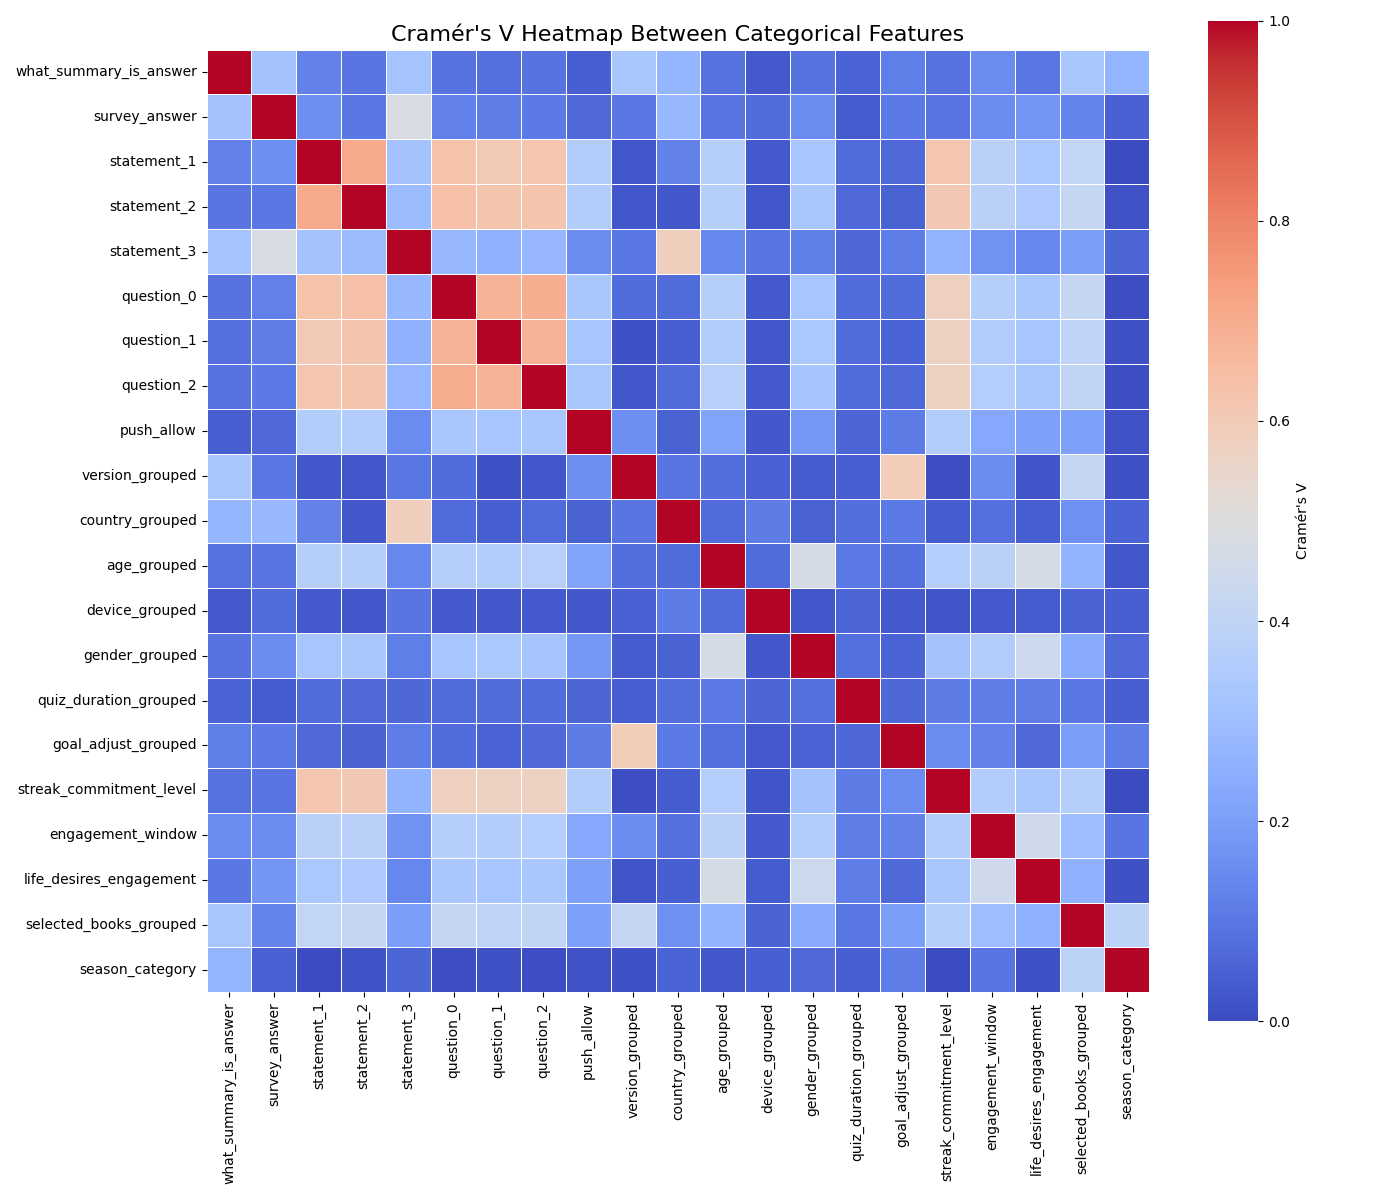 Cramér's V Heatmap Between Categorical Features
what_summary_is_answer
survey_answer
statement_1
statement_2
statement_3
question_0
question_1
question_2
push_allow
version_grouped
country_grouped
age_grouped
device_grouped
gender_grouped
quiz_duration_grouped
goal_adjust_grouped
streak_commitment_level
engagement_window
life_desires_engagement
selected_books_grouped
season_category
what_summary_is_answer
survey_answer
statement_1
statement_2
statement_3
question_0
question_1
question_2
push_allow
version_grouped
country_grouped
age_grouped
device_grouped
gender_grouped
quiz_duration_grouped
goal_adjust_grouped
streak_commitment_level
engagement_window
life_desires_engagement
selected_books_grouped
season_category
1.0
0.8
0.6
0.4
0.2
0.0
Cramér's V